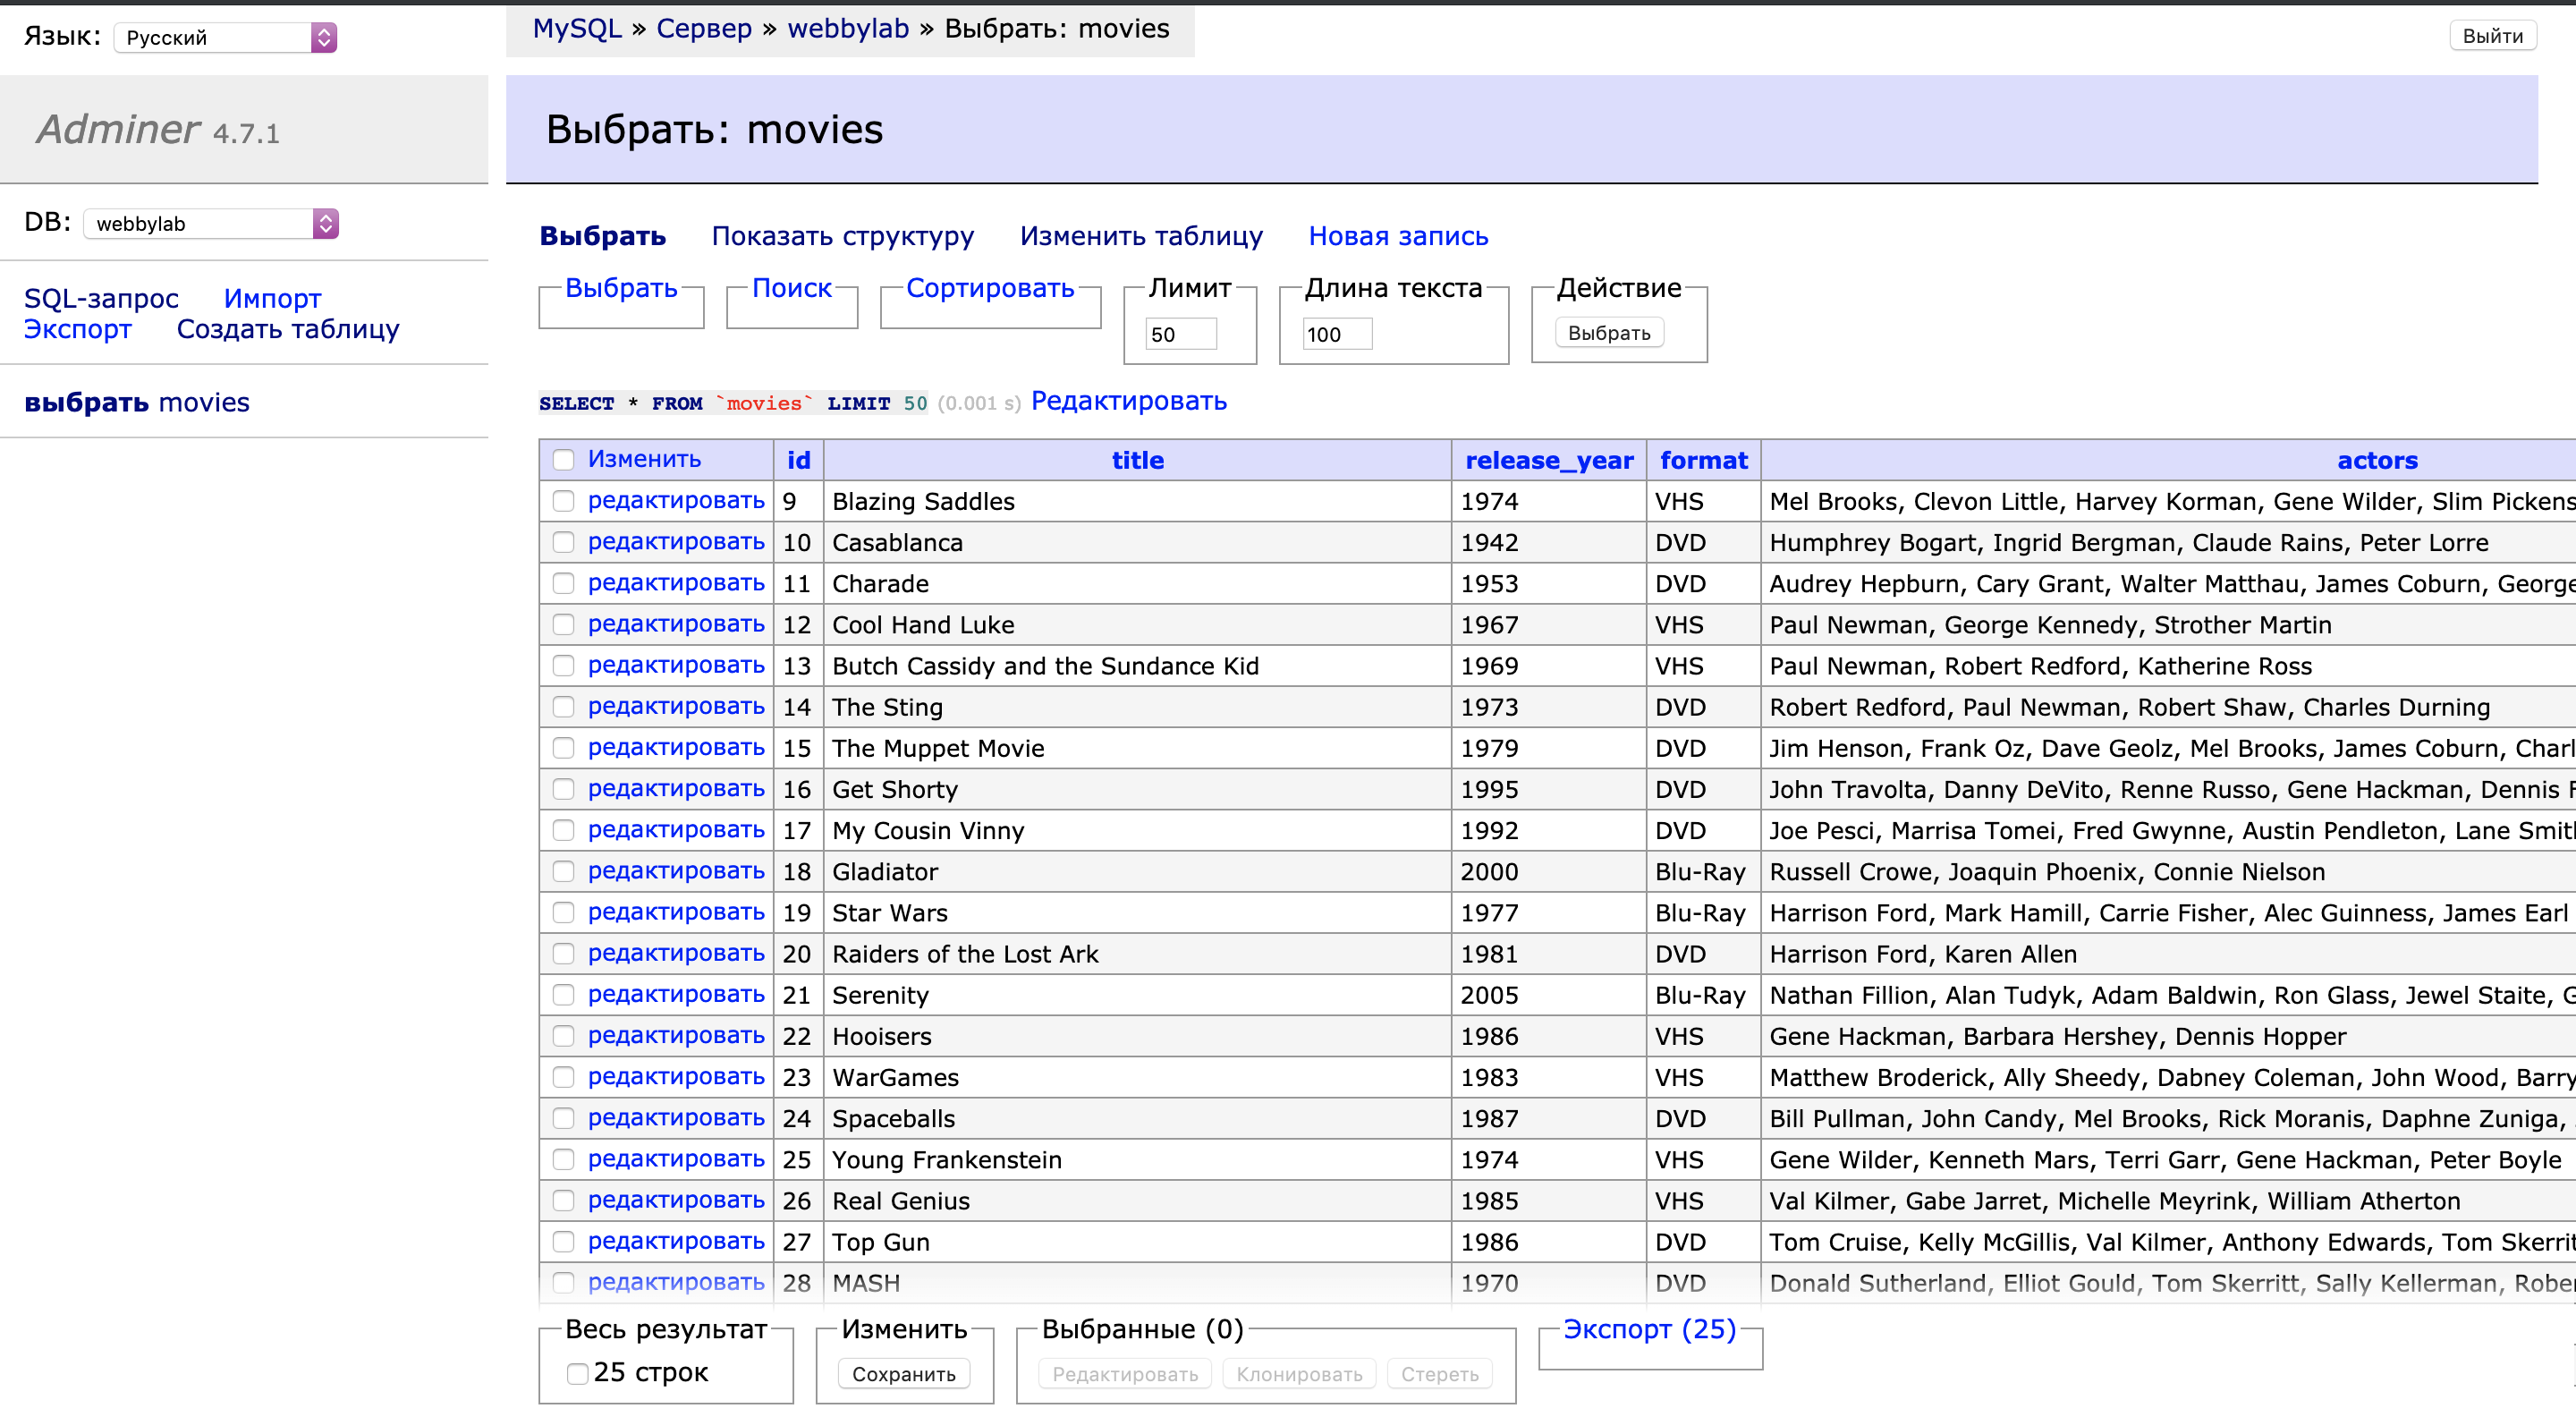 Язык: Русский
MySQL » Сервер » webbylab » Выбрать: movies
Выйти
Adminer 4.7.1
Выбрать: movies
DB: webbylab
SQL-запрос Импорт
Экспорт Создать таблицу
выбрать movies
Выбрать Показать структуру Изменить таблицу Новая запись
Выбрать Поиск Сортировать Лимит Длина текста Действие
50 100 Выбрать
SELECT * FROM `movies` LIMIT 50 (0.001 s) Редактировать
Изменить id title release_year format actors
редактировать 9 Blazing Saddles 1974 VHS Mel Brooks, Clevon Little, Harvey Korman, Gene Wilder, Slim Pickens
редактировать 10 Casablanca 1942 DVD Humphrey Bogart, Ingrid Bergman, Claude Rains, Peter Lorre
редактировать 11 Charade 1953 DVD Audrey Hepburn, Cary Grant, Walter Matthau, James Coburn, George
редактировать 12 Cool Hand Luke 1967 VHS Paul Newman, George Kennedy, Strother Martin
редактировать 13 Butch Cassidy and the Sundance Kid 1969 VHS Paul Newman, Robert Redford, Katherine Ross
редактировать 14 The Sting 1973 DVD Robert Redford, Paul Newman, Robert Shaw, Charles Durning
редактировать 15 The Muppet Movie 1979 DVD Jim Henson, Frank Oz, Dave Geolz, Mel Brooks, James Coburn, Charl
редактировать 16 Get Shorty 1995 DVD John Travolta, Danny DeVito, Renne Russo, Gene Hackman, Dennis
редактировать 17 My Cousin Vinny 1992 DVD Joe Pesci, Marrisa Tomei, Fred Gwynne, Austin Pendleton, Lane Smit
редактировать 18 Gladiator 2000 Blu-Ray Russell Crowe, Joaquin Phoenix, Connie Nielson
редактировать 19 Star Wars 1977 Blu-Ray Harrison Ford, Mark Hamill, Carrie Fisher, Alec Guinness, James Earl
редактировать 20 Raiders of the Lost Ark 1981 DVD Harrison Ford, Karen Allen
редактировать 21 Serenity 2005 Blu-Ray Nathan Fillion, Alan Tudyk, Adam Baldwin, Ron Glass, Jewel Staite,
редактировать 22 Hooisers 1986 VHS Gene Hackman, Barbara Hershey, Dennis Hopper
редактировать 23 WarGames 1983 VHS Matthew Broderick, Ally Sheedy, Dabney Coleman, John Wood, Barry
редактировать 24 Spaceballs 1987 DVD Bill Pullman, John Candy, Mel Brooks, Rick Moranis, Daphne Zuniga,
редактировать 25 Young Frankenstein 1974 VHS Gene Wilder, Kenneth Mars, Terri Garr, Gene Hackman, Peter Boyle
редактировать 26 Real Genius 1985 VHS Val Kilmer, Gabe Jarret, Michelle Meyrink, William Atherton
редактировать 27 Top Gun 1986 DVD Tom Cruise, Kelly McGillis, Val Kilmer, Anthony Edwards, Tom Skerrit
редактировать 28 MASH 1970 DVD Donald Sutherland, Elliot Gould, Tom Skerritt, Sally Kellerman, Rober
Весь результат Изменить Выбранные (0) Экспорт (25)
25 строк Сохранить Редактировать Клонировать Стереть